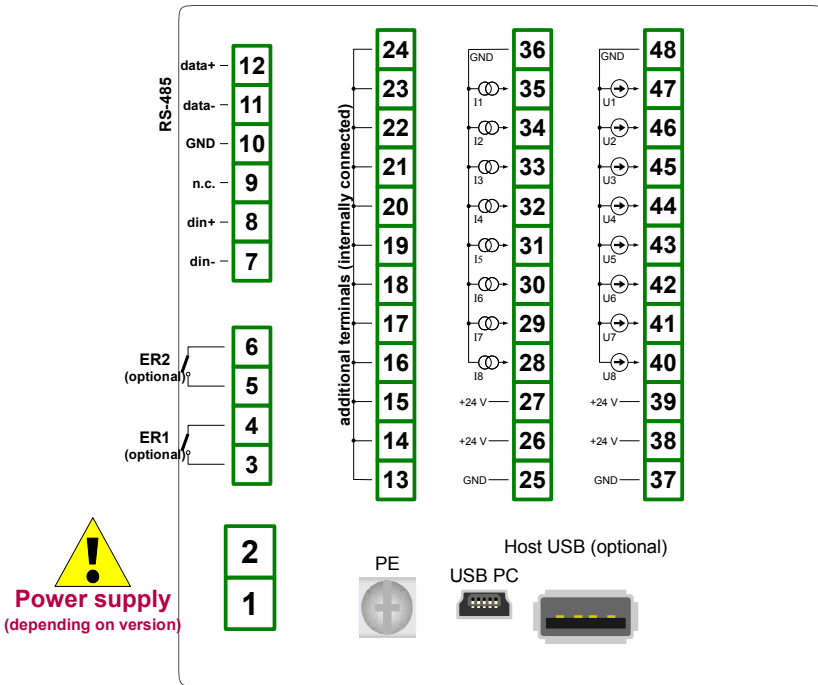 RS-485
data+ 12
data- 11
GND 10
n.c. 9
din+ 8
din- 7
ER2
(optional)
6
5
ER1
(optional)
4
3
2
1
Power supply
(depending on version)
additional terminals (internally connected)
24
23
22
21
20
19
18
17
16
15
14
13
GND 36
I1 35
I2 34
I3 33
I4 32
I5 31
I6 30
I7 29
I8 28
+24 V 27
+24 V 26
GND 25
GND 48
U1 47
U2 46
U3 45
U4 44
U5 43
U6 42
U7 41
U8 40
+24 V 39
+24 V 38
GND 37
PE
USB PC
Host USB (optional)